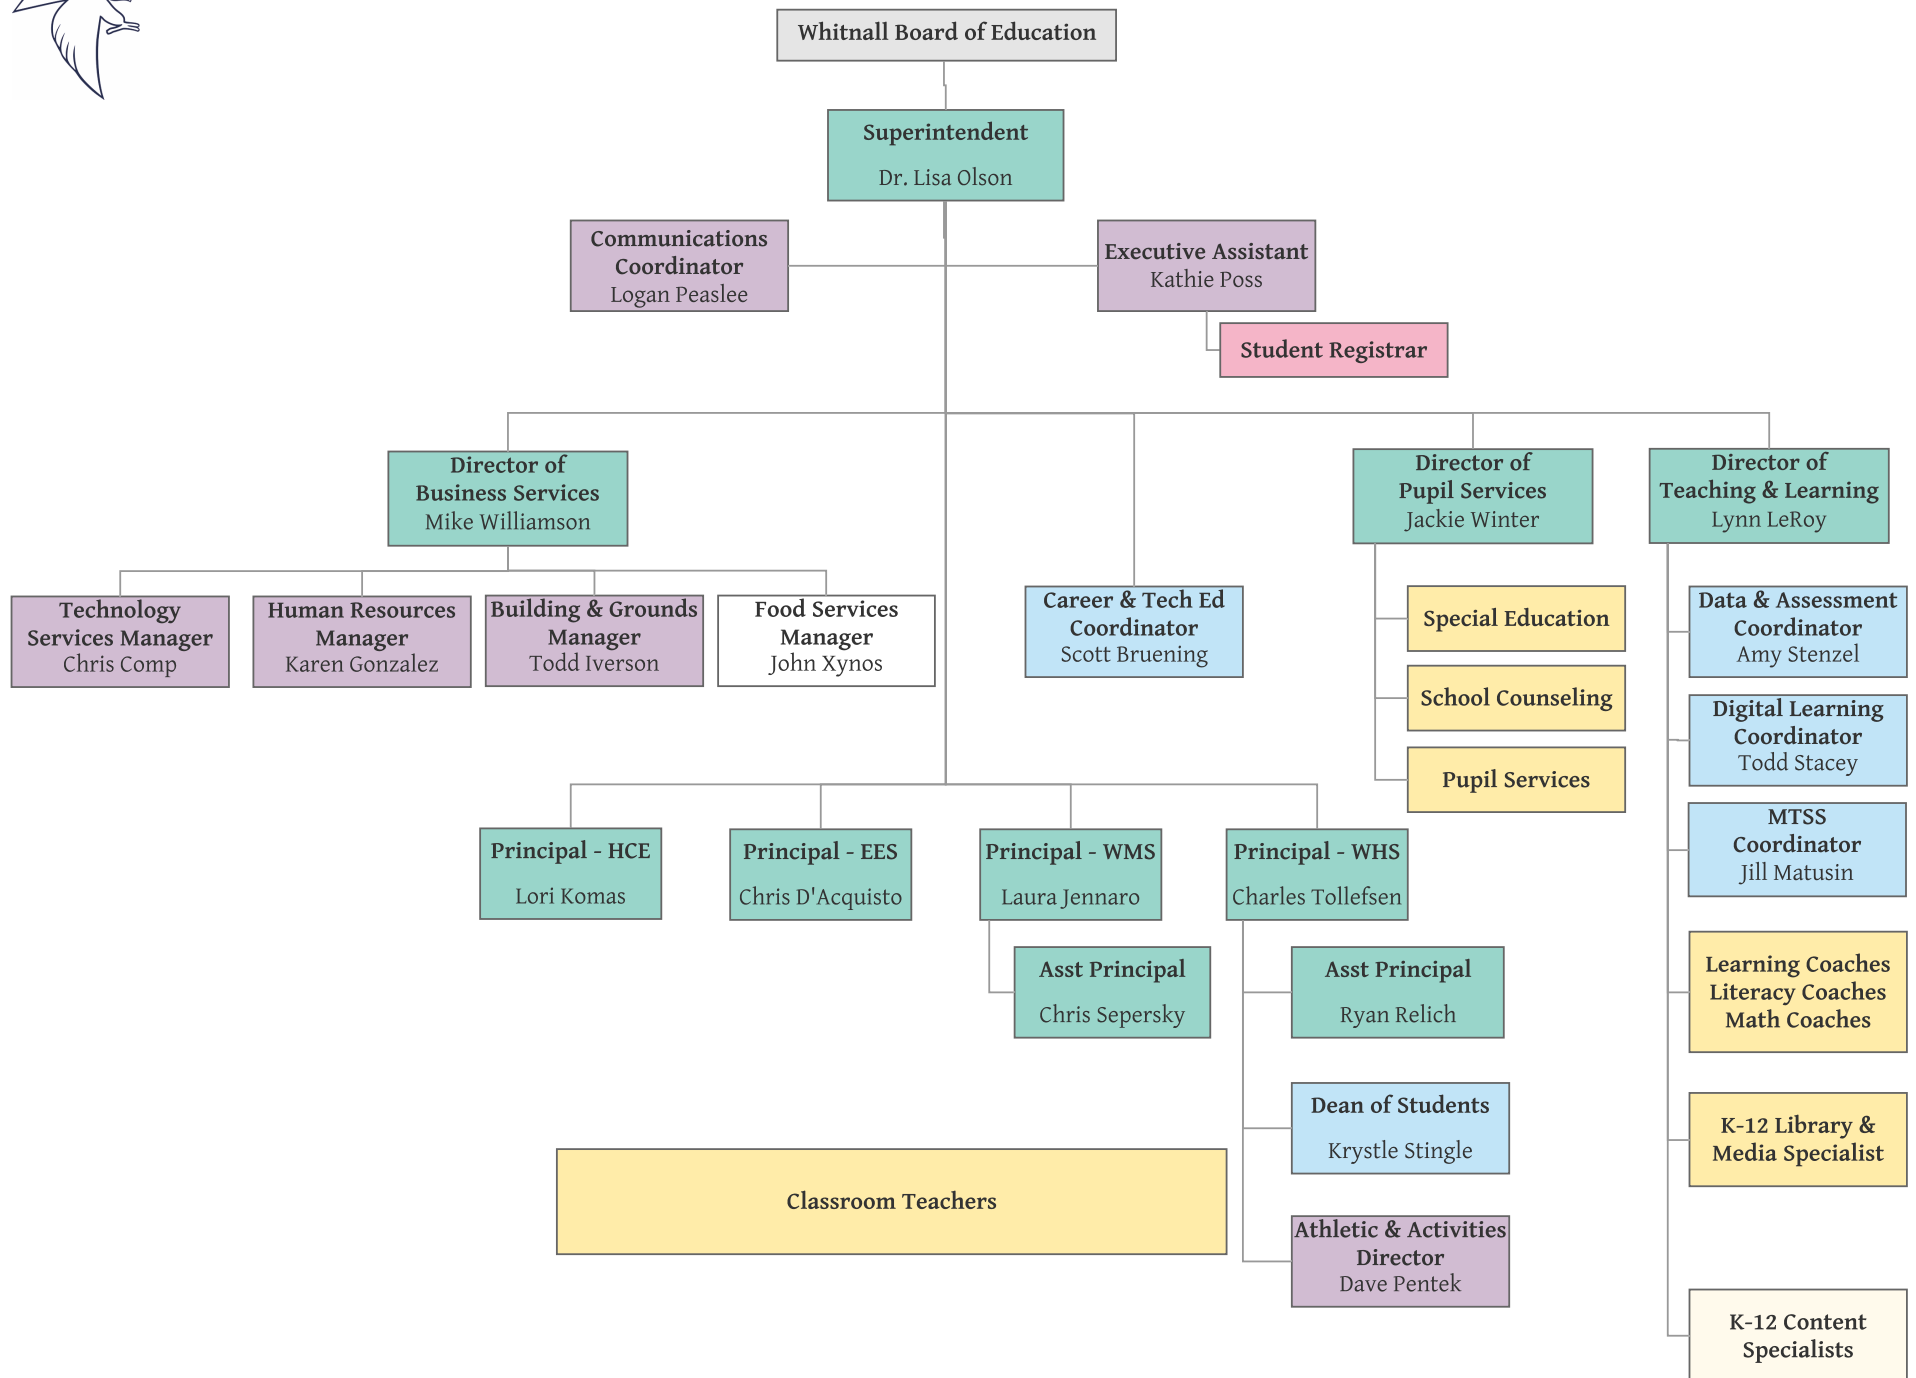 Whitnall Board of Education
Superintendent
Dr. Lisa Olson
Communications
Coordinator
Logan Peaslee
Executive Assistant
Kathie Poss
Student Registrar
Director of
Business Services
Mike Williamson
Director of
Pupil Services
Jackie Winter
Director of
Teaching & Learning
Lynn LeRoy
Technology
Services Manager
Chris Comp
Human Resources
Manager
Karen Gonzalez
Building & Grounds
Manager
Todd Iverson
Food Services
Manager
John Xynos
Career & Tech Ed
Coordinator
Scott Bruening
Special Education
School Counseling
Pupil Services
Data & Assessment
Coordinator
Amy Stenzel
Digital Learning
Coordinator
Todd Stacey
MTSS
Coordinator
Jill Matusin
Learning Coaches
Literacy Coaches
Math Coaches
K-12 Library &
Media Specialist
K-12 Content
Specialists
Principal - HCE
Lori Komas
Principal - EES
Chris D'Acquisto
Principal - WMS
Laura Jennaro
Principal - WHS
Charles Tollefsen
Asst Principal
Chris Sepersky
Asst Principal
Ryan Relich
Dean of Students
Krystle Stingle
Athletic & Activities
Director
Dave Pentek
Classroom Teachers